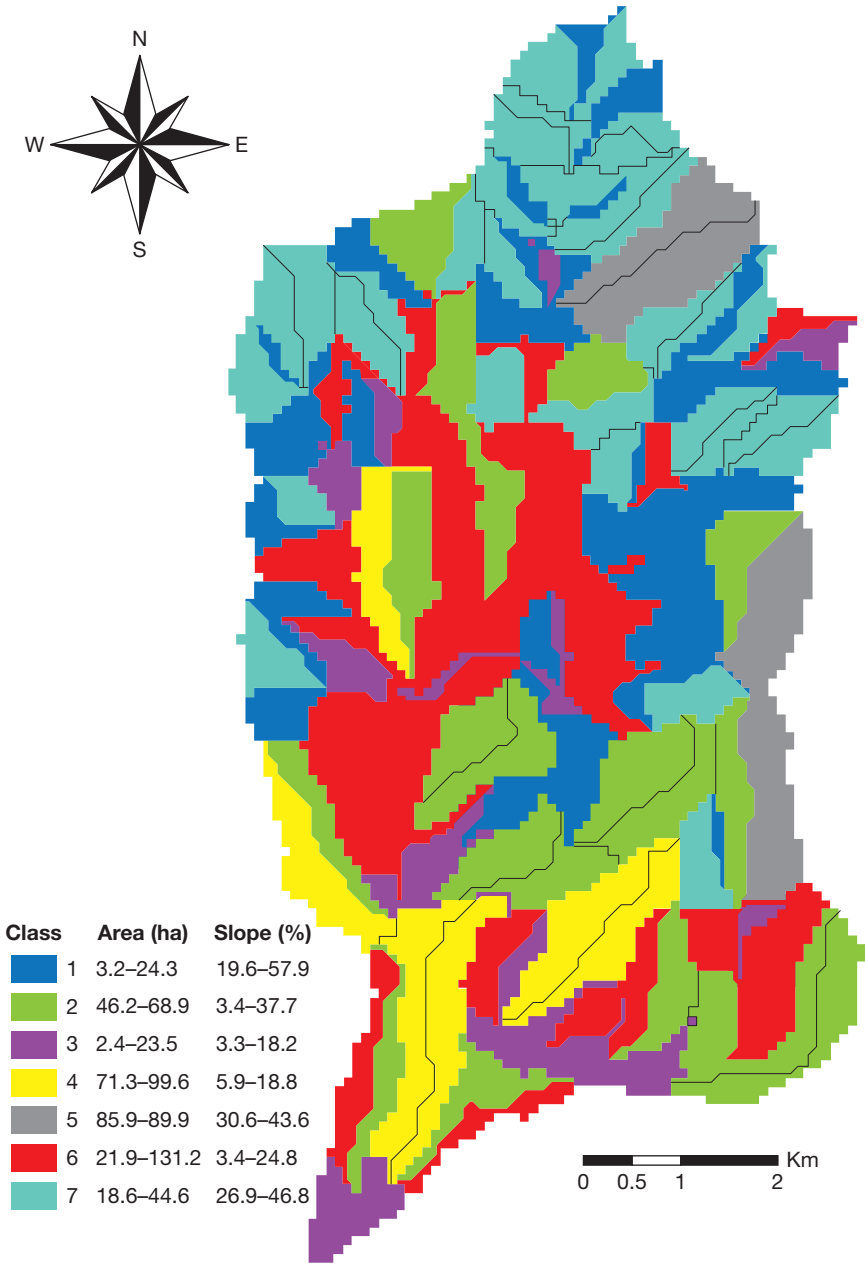 N
W E
S
Class Area (ha) Slope (%)
1 3.2–24.3 19.6–57.9
2 46.2–68.9 3.4–37.7
3 2.4–23.5 3.3–18.2
4 71.3–99.6 5.9–18.8
5 85.9–89.9 30.6–43.6
6 21.9–131.2 3.4–24.8
7 18.6–44.6 26.9–46.8
Km
0 0.5 1 2